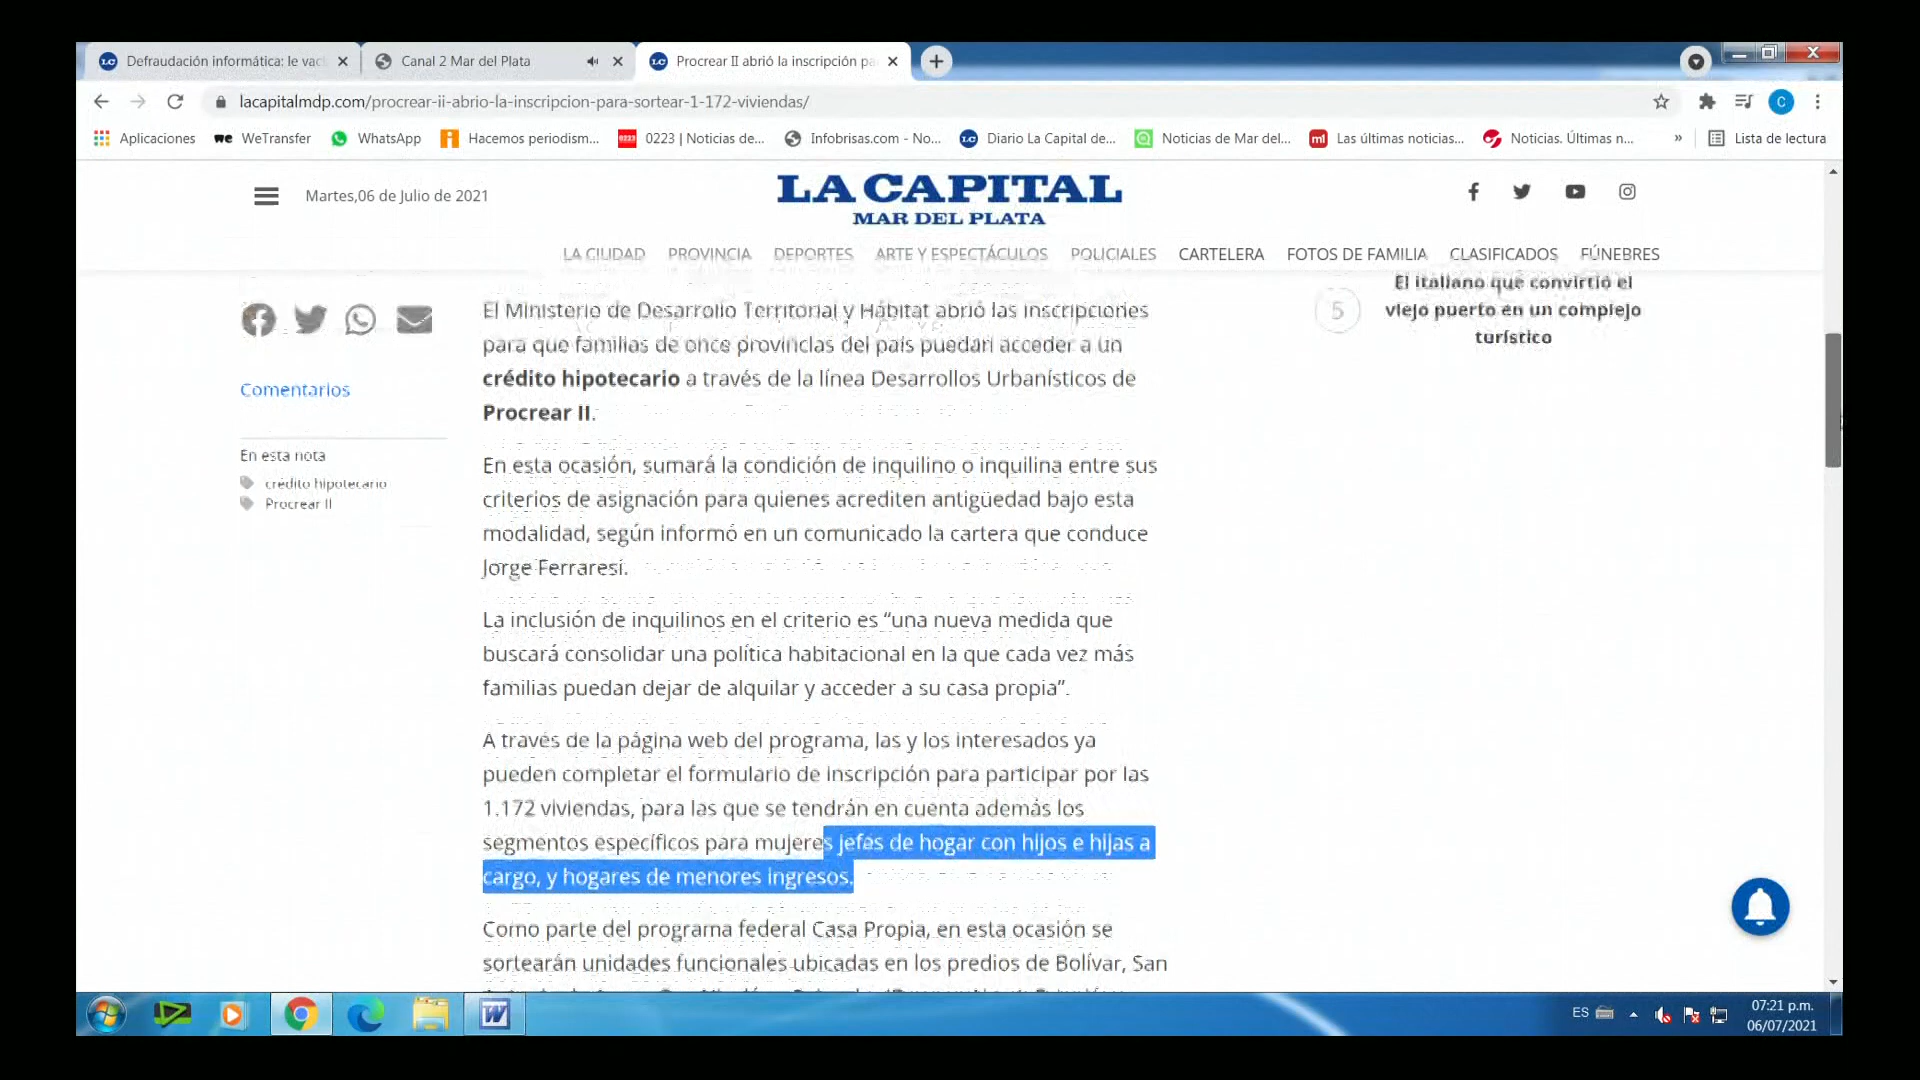 Defraudación informática: le vac
Canal 2 Mar del Plata
Procrear II abrió la inscripción pa
lacapitalmdp.com/procrear-ii-abrio-la-inscripcion-para-sortear-1-172-viviendas/
C
Aplicaciones
we WeTransfer
WhatsApp
Hacemos periodism...
0223 | Noticias de...
Infobrisas.com - No...
LC Diario La Capital de...
Noticias de Mar del...
m1 Las últimas noticias...
Noticias. Últimas n...
»
Lista de lectura
Martes,06 de Julio de 2021
LA CAPITAL
MAR DEL PLATA
LA CIUDAD PROVINCIA DEPORTES ARTE Y ESPECTÁCULOS POLICIALES CARTELERA FOTOS DE FAMILIA CLASIFICADOS FÚNEBRES
5
El italiano que convirtió el
viejo puerto en un complejo
turístico
Comentarios
En esta nota
crédito hipotecario
Procrear II
El Ministerio de Desarrollo Territorial y Hábitat abrió las inscripciones
para que familias de once provincias del país puedan acceder a un
crédito hipotecario a través de la línea Desarrollos Urbanísticos de
Procrear II.
En esta ocasión, sumará la condición de inquilino o inquilina entre sus
criterios de asignación para quienes acrediten antigüedad bajo esta
modalidad, según informó en un comunicado la cartera que conduce
Jorge Ferraresi.
La inclusión de inquilinos en el criterio es “una nueva medida que
buscará consolidar una política habitacional en la que cada vez más
familias puedan dejar de alquilar y acceder a su casa propia”.
A través de la página web del programa, las y los interesados ya
pueden completar el formulario de inscripción para participar por las
1.172 viviendas, para las que se tendrán en cuenta además los
segmentos específicos para mujeres jefas de hogar con hijos e hijas a
cargo, y hogares de menores ingresos.
Como parte del programa federal Casa Propia, en esta ocasión se
sortearán unidades funcionales ubicadas en los predios de Bolívar, San
ES
07:21 p.m.
06/07/2021